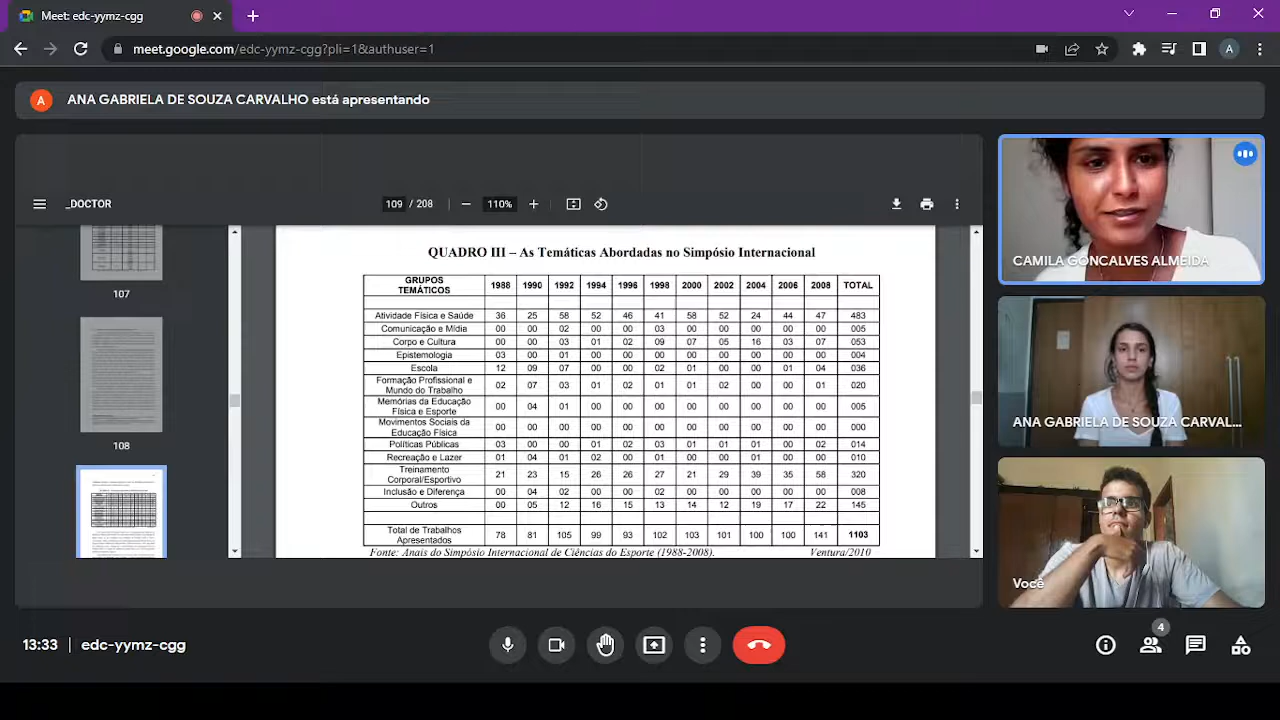 Meet: edc-yymz-cgg
meet.google.com/edc-yymz-cgg?pli=1&authuser=1
A
A
ANA GABRIELA DE SOUZA CARVALHO está apresentando
_DOCTOR
109 / 208
110%
107
108
QUADRO III – As Temáticas Abordadas no Simpósio Internacional
GRUPOS TEMÁTICOS 1988 1990 1992 1994 1996 1998 2000 2002 2004 2006 2008 TOTAL
Atividade Física e Saúde 36 25 58 52 46 41 58 52 24 44 47 483
Comunicação e Mídia 00 00 02 00 00 03 00 00 00 00 00 005
Corpo e Cultura 00 00 03 01 02 09 07 05 16 03 07 053
Epistemologia 03 00 01 00 00 00 00 00 00 00 00 004
Escola 12 09 07 00 00 02 01 00 00 01 04 036
Formação Profissional e Mundo do Trabalho 02 07 03 01 02 01 01 02 00 00 01 020
Memórias da Educação Física e Esporte 00 04 01 00 00 00 00 00 00 00 00 005
Movimentos Sociais da Educação Física 00 00 00 00 00 00 00 00 00 00 00 000
Políticas Públicas 03 00 00 01 02 03 01 01 01 00 02 014
Recreação e Lazer 01 04 01 02 00 01 00 00 01 00 00 010
Treinamento Corporal/Esportivo 21 23 15 26 26 27 21 29 39 35 58 320
Inclusão e Diferença 00 04 02 00 00 02 00 00 00 00 00 008
Outros 00 05 12 16 15 13 14 12 19 17 22 145
Total de Trabalhos Apresentados 78 81 105 99 93 102 103 101 100 100 141 1103
Fonte: Anais do Simpósio Internacional de Ciências do Esporte (1988-2008). Ventura/2010
CAMILA GONCALVES ALMEIDA
ANA GABRIELA DE SOUZA CARVAL...
Você
13:33 | edc-yymz-cgg
4